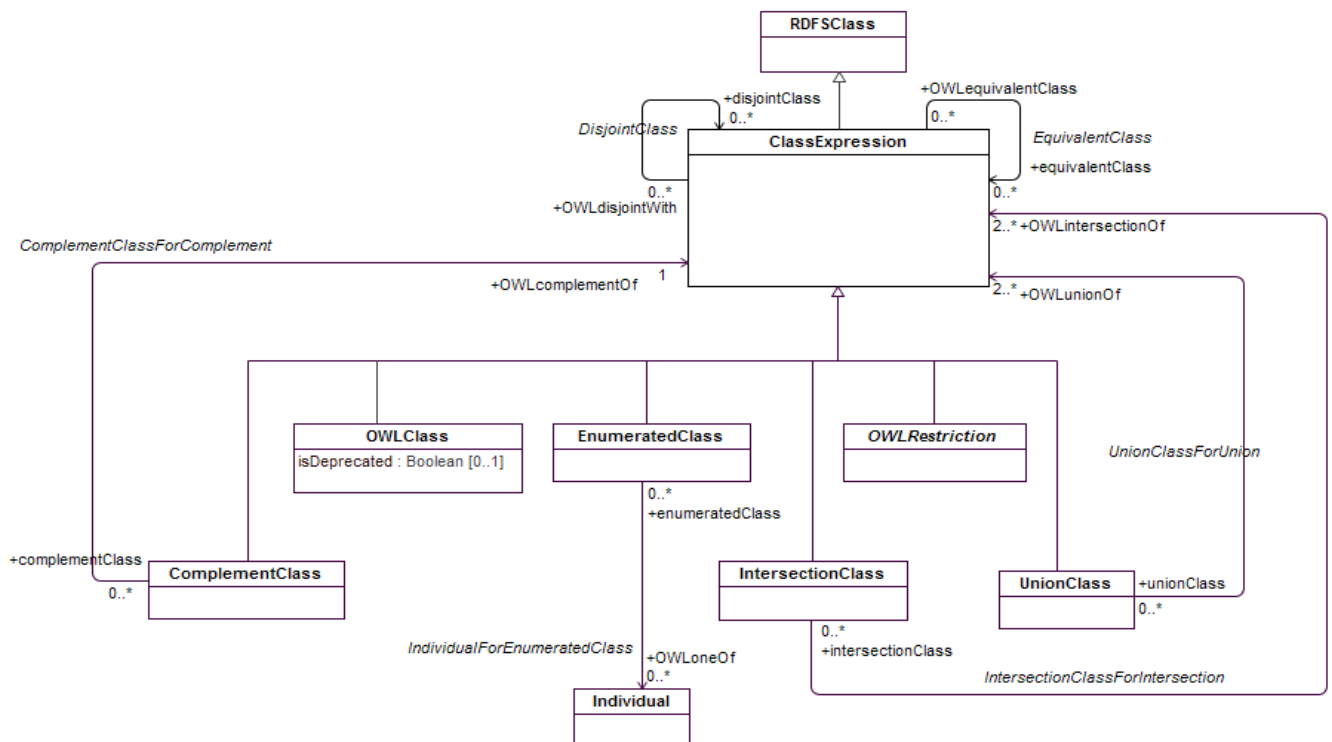 RDFSClass
+disjointClass
+OWLequivalentClass
0..*
0..*
DisjointClass
ClassExpression
EquivalentClass
+equivalentClass
0..*
0..*
+OWLdisjointWith
2..* +OWLintersectionOf
ComplementClassForComplement
1
+OWLcomplementOf
2..* +OWLunionOf
OWLClass
EnumeratedClass
OWLRestriction
isDeprecated : Boolean [0..1]
UnionClassForUnion
0..*
+enumeratedClass
+complementClass
ComplementClass
IntersectionClass
UnionClass
+unionClass
0..*
0..*
0..*
IndividualForEnumeratedClass
+intersectionClass
+OWLoneOf
0..*
IntersectionClassForIntersection
Individual